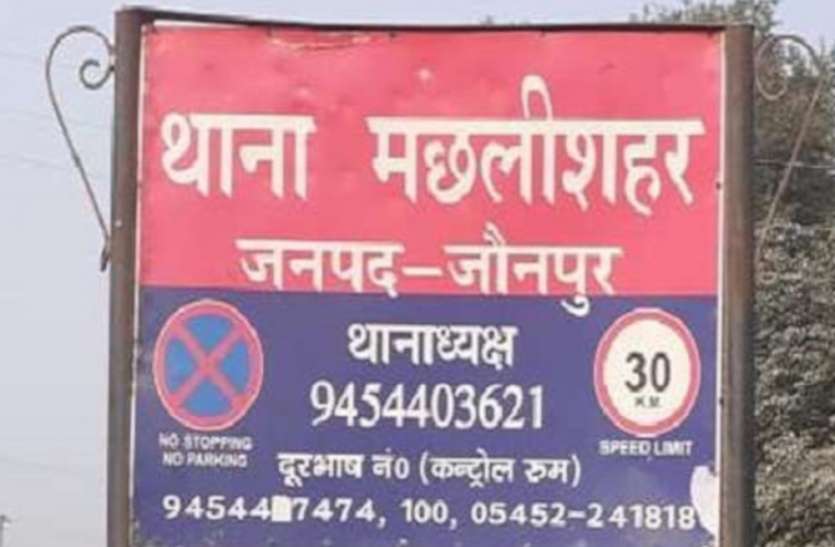 थाना मछलीशहर
जनपद-जौनपुर
थानाध्यक्ष
9454403621
NO STOPPING
NO PARKING
30
K.M.
SPEED LIMIT
दूरभाष नं0 (कन्ट्रोल रुम)
100, 05452-241818